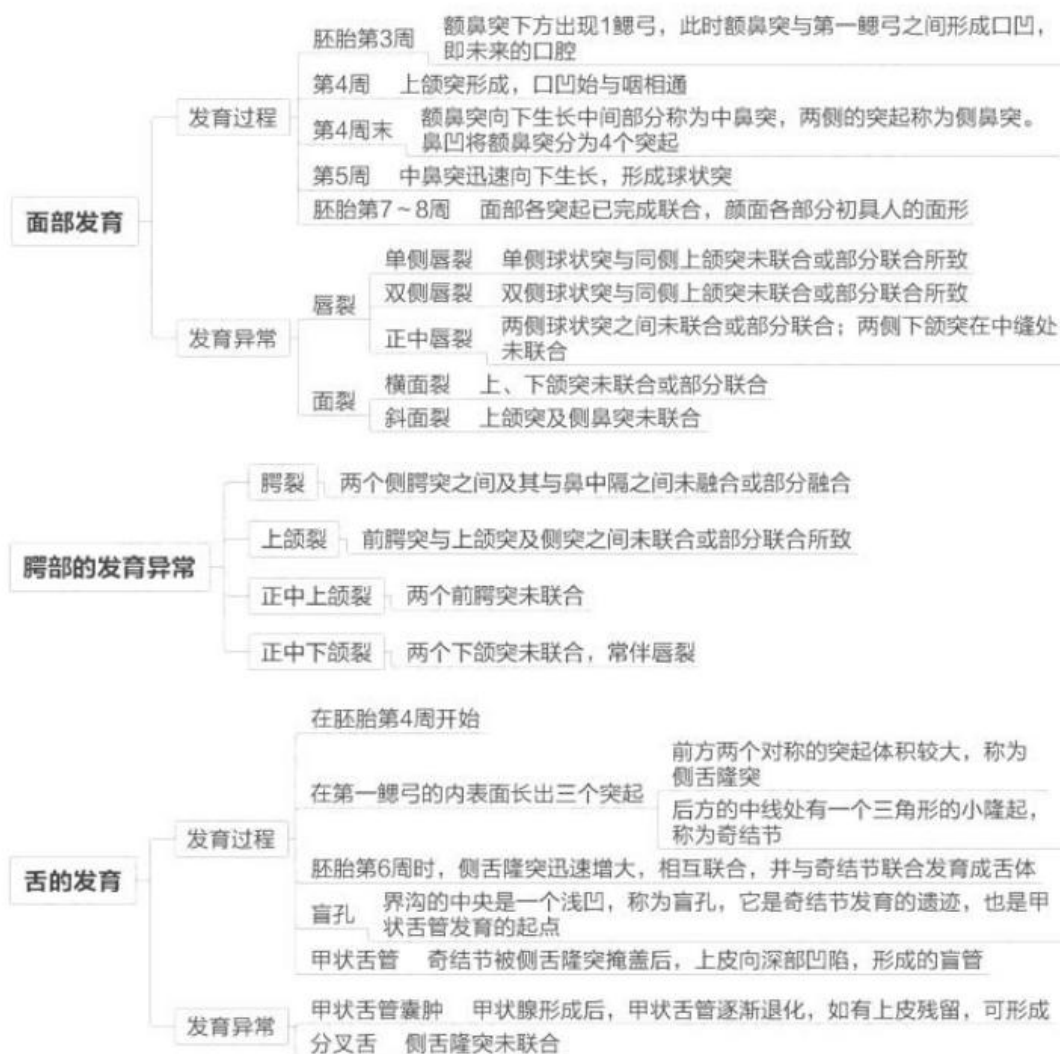 胚胎第3周
额鼻突下方出现1鳃弓，此时额鼻突与第一鳃弓之间形成口凹，
即未来的口腔
第4周 上颌突形成，口凹始与咽相通
发育过程
第4周末
额鼻突向下生长中间部分称为中鼻突，两侧的突起称为侧鼻突。
鼻凹将额鼻突分为4个突起
第5周 中鼻突迅速向下生长，形成球状突
胚胎第7～8周 面部各突起已完成联合，颜面各部分初具人的面形
面部发育
单侧唇裂 单侧球状突与同侧上颌突未联合或部分联合所致
唇裂
双侧唇裂 双侧球状突与同侧上颌突未联合或部分联合所致
正中唇裂
两侧球状突之间未联合或部分联合；两侧下颌突在中缝处
未联合
发育异常
横面裂 上、下颌突未联合或部分联合
面裂
斜面裂 上颌突及侧鼻突未联合
腭裂 两个侧腭突之间及其与鼻中隔之间未融合或部分融合
上颌裂 前腭突与上颌突及侧突之间未联合或部分联合所致
腭部的发育异常
正中上颌裂 两个前腭突未联合
正中下颌裂 两个下颌突未联合，常伴唇裂
在胚胎第4周开始
在第一鳃弓的内表面长出三个突起
前方两个对称的突起体积较大，称为
侧舌隆突
后方的中线处有一个三角形的小隆起，
称为奇结节
发育过程
胚胎第6周时，侧舌隆突迅速增大，相互联合，并与奇结节联合发育成舌体
舌的发育
盲孔
界沟的中央是一个浅凹，称为盲孔，它是奇结节发育的遗迹，也是甲
状舌管发育的起点
甲状舌管 奇结节被侧舌隆突掩盖后，上皮向深部凹陷，形成的盲管
发育异常
甲状舌管囊肿 甲状腺形成后，甲状舌管逐渐退化，如有上皮残留，可形成
分叉舌 侧舌隆突未联合